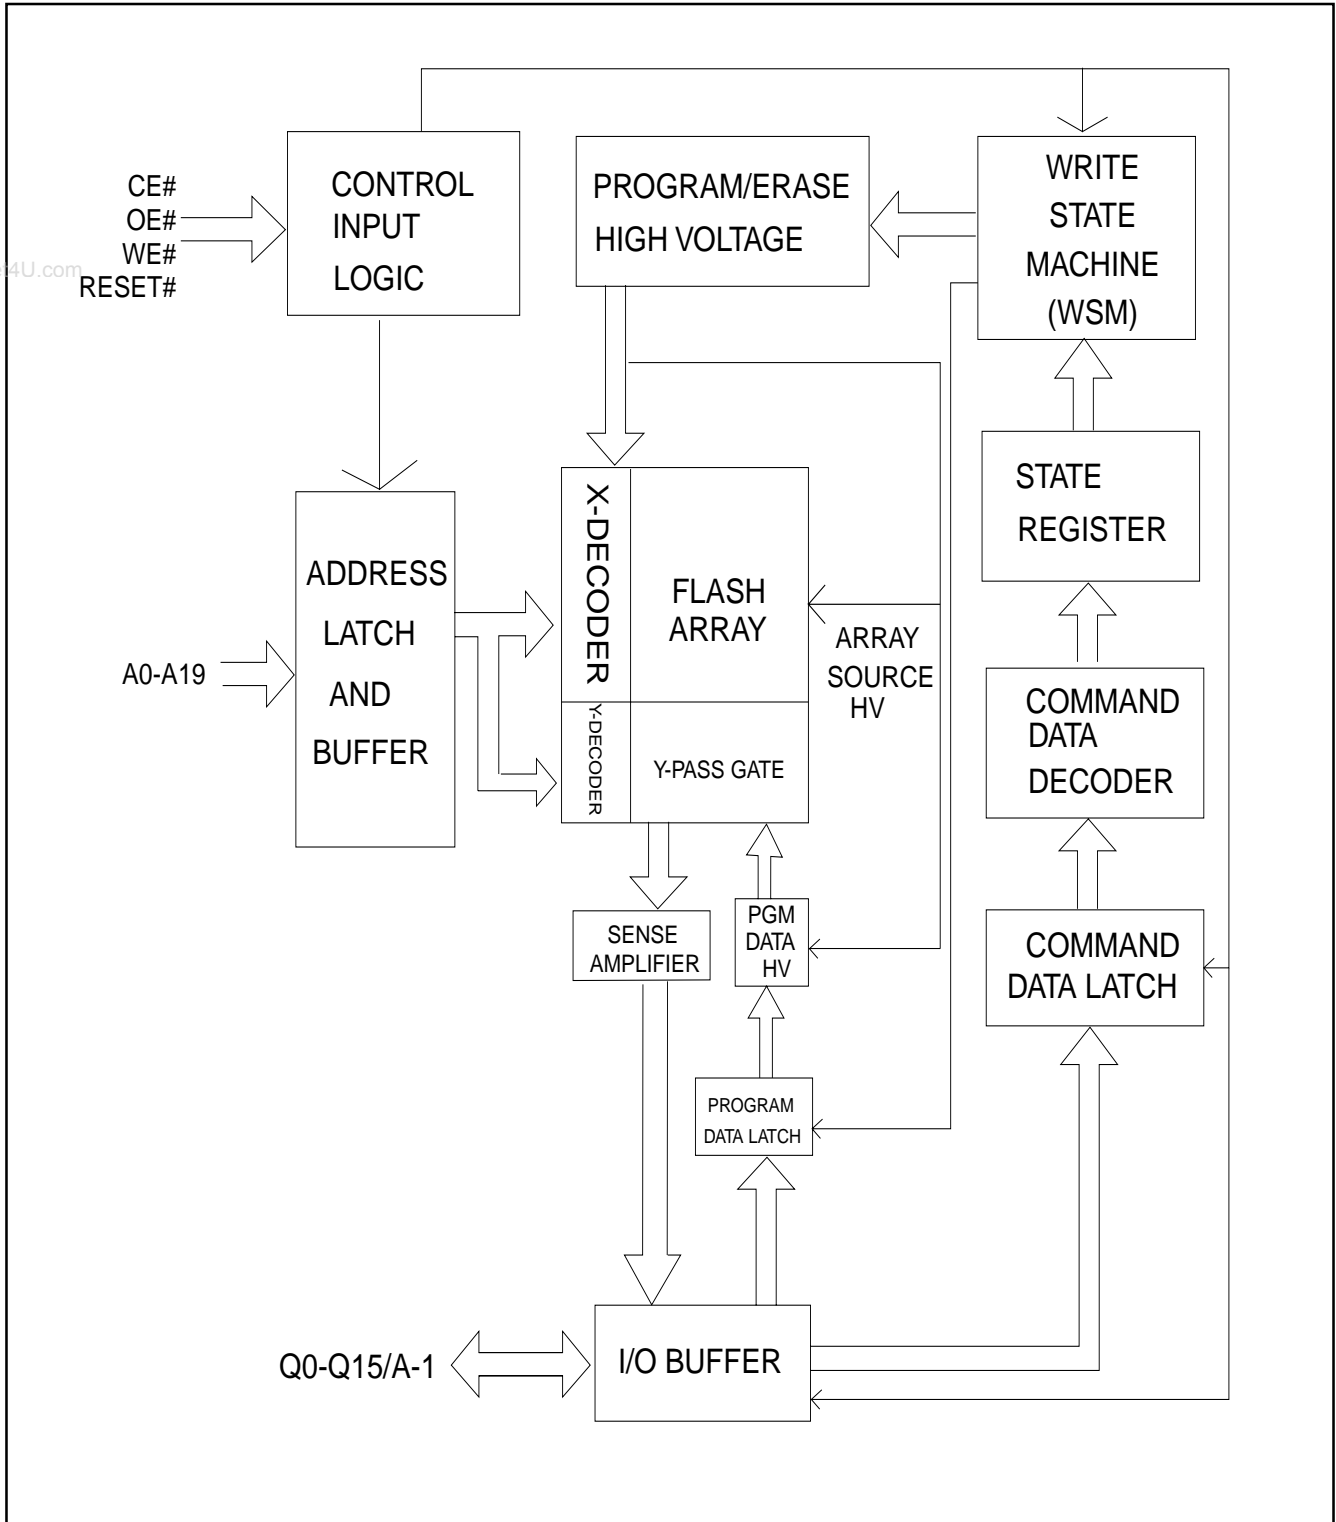 CE#
OE#
WE#
RESET#
t4U.com
CONTROL
INPUT
LOGIC
PROGRAM/ERASE
HIGH VOLTAGE
WRITE
STATE
MACHINE
(WSM)
STATE
REGISTER
ADDRESS
LATCH
AND
BUFFER
A0-A19
X-DECODER
FLASH
ARRAY
ARRAY
SOURCE
HV
Y-DECODER
Y-PASS GATE
COMMAND
DATA
DECODER
SENSE
AMPLIFIER
PGM
DATA
HV
COMMAND
DATA LATCH
PROGRAM
DATA LATCH
Q0-Q15/A-1
I/O BUFFER